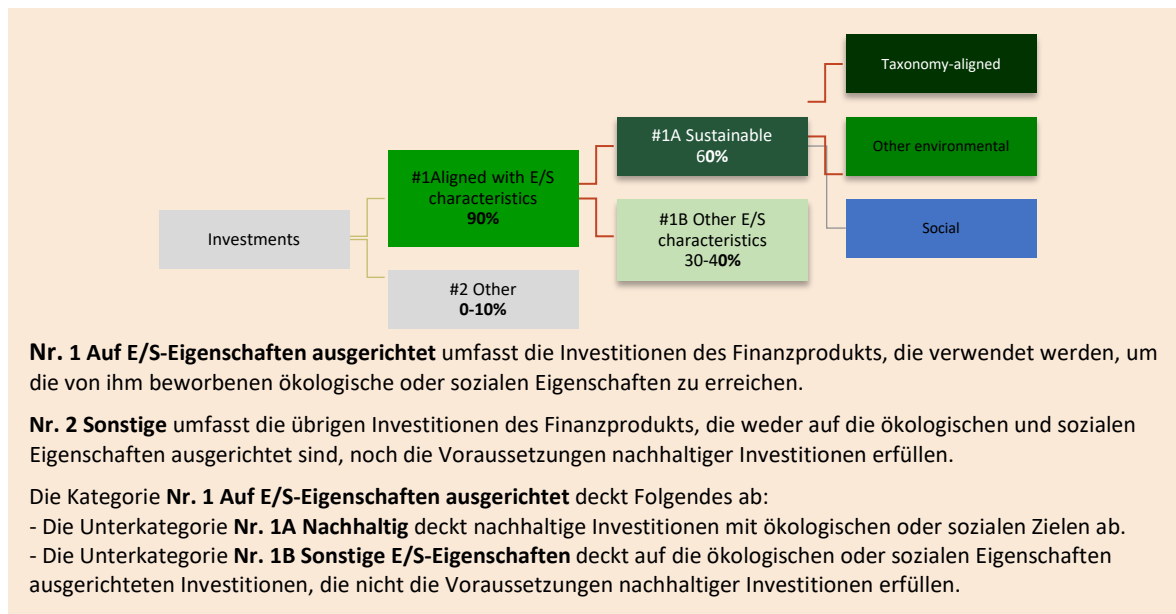 Taxonomy-aligned
#1A Sustainable
60%
Other environmental
#1Aligned with E/S
characteristics
90%
#1B Other E/S
characteristics
30-40%
Social
Investments
#2 Other
0-10%
Nr. 1 Auf E/S-Eigenschaften ausgerichtet umfasst die Investitionen des Finanzprodukts, die verwendet werden, um
die von ihm beworbenen ökologische oder sozialen Eigenschaften zu erreichen.
Nr. 2 Sonstige umfasst die übrigen Investitionen des Finanzprodukts, die weder auf die ökologischen und sozialen
Eigenschaften ausgerichtet sind, noch die Voraussetzungen nachhaltiger Investitionen erfüllen.
Die Kategorie Nr. 1 Auf E/S-Eigenschaften ausgerichtet deckt Folgendes ab:
- Die Unterkategorie Nr. 1A Nachhaltig deckt nachhaltige Investitionen mit ökologischen oder sozialen Zielen ab.
- Die Unterkategorie Nr. 1B Sonstige E/S-Eigenschaften deckt auf die ökologischen oder sozialen Eigenschaften
ausgerichteten Investitionen, die nicht die Voraussetzungen nachhaltiger Investitionen erfüllen.